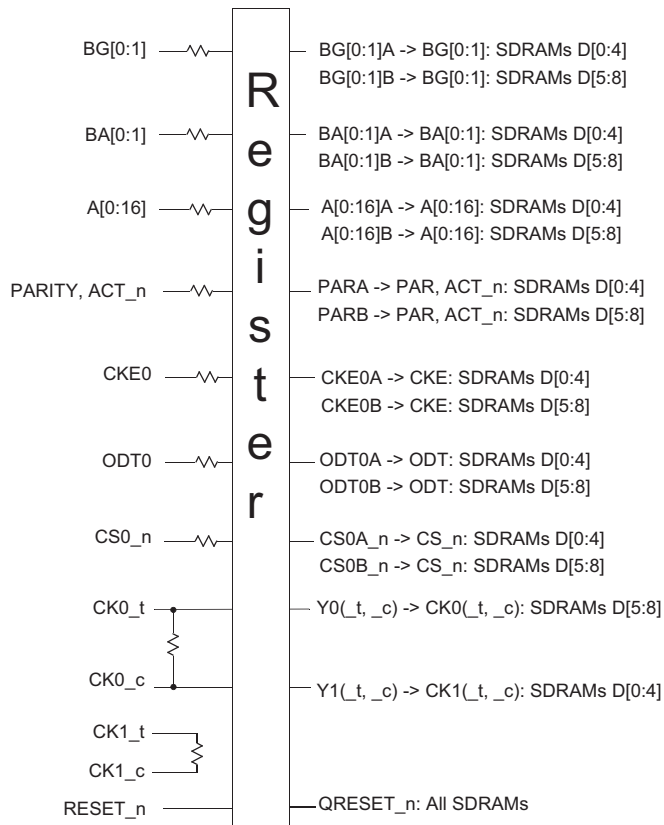 BG[0:1]
BG[0:1]A -> BG[0:1]: SDRAMs D[0:4]
BG[0:1]B -> BG[0:1]: SDRAMs D[5:8]
BA[0:1]
BA[0:1]A -> BA[0:1]: SDRAMs D[0:4]
BA[0:1]B -> BA[0:1]: SDRAMs D[5:8]
A[0:16]
A[0:16]A -> A[0:16]: SDRAMs D[0:4]
A[0:16]B -> A[0:16]: SDRAMs D[5:8]
PARITY, ACT_n
PARA -> PAR, ACT_n: SDRAMs D[0:4]
PARB -> PAR, ACT_n: SDRAMs D[5:8]
CKE0
CKE0A -> CKE: SDRAMs D[0:4]
CKE0B -> CKE: SDRAMs D[5:8]
ODT0
ODT0A -> ODT: SDRAMs D[0:4]
ODT0B -> ODT: SDRAMs D[5:8]
CS0_n
CS0A_n -> CS_n: SDRAMs D[0:4]
CS0B_n -> CS_n: SDRAMs D[5:8]
CK0_t
Y0(_t, _c) -> CK0(_t, _c): SDRAMs D[5:8]
CK0_c
Y1(_t, _c) -> CK1(_t, _c): SDRAMs D[0:4]
CK1_t
CK1_c
RESET_n
QRESET_n: All SDRAMs
Register